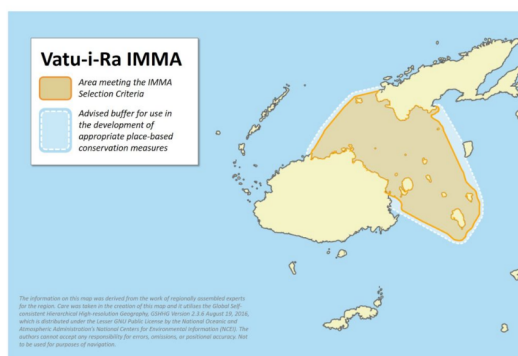 Vatu-i-Ra IMMA
Area meeting the IMMA
Selection Criteria
Advised buffer for use in
the development of
appropriate place-based
conservation measures
The information on this map was derived from the work of regionally assembled experts
for the region. Care was taken in the creation of this map and it utilises the Global Self-
consistent Hierarchical High-resolution Geography, GSHHG Version 2.3.6 August 19, 2016,
which is distributed under the Lesser GNU Public License by the National Oceanic and
Atmospheric Administration's National Centers for Environmental Information (NCEI). The
authors cannot accept any responsibility for errors, omissions, or positional accuracy. Not
to be used for purposes of navigation.